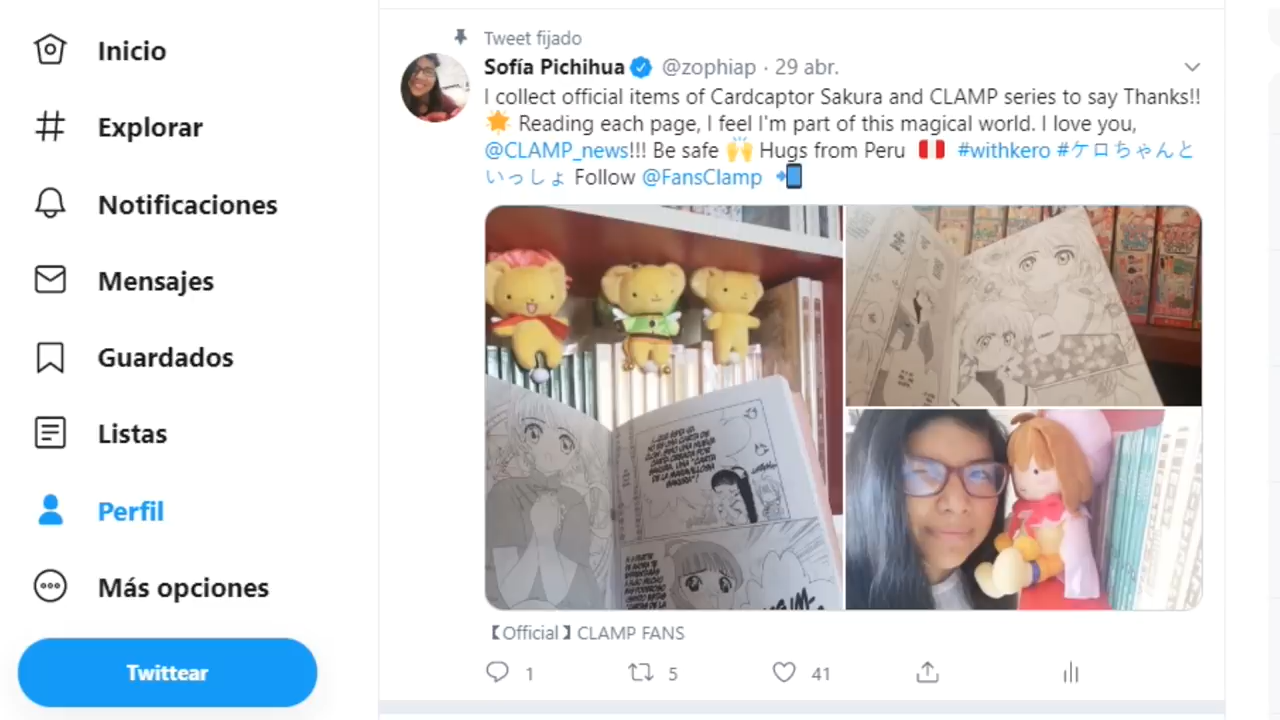 Inicio
Explorar
Notificaciones
Mensajes
Guardados
Listas
Perfil
Más opciones
Twittear
Tweet fijado
Sofía Pichihua @zophiap · 29 abr.
I collect official items of Cardcaptor Sakura and CLAMP series to say Thanks!!
🌟 Reading each page, I feel I'm part of this magical world. I love you,
@CLAMP_news!!! Be safe 🙌 Hugs from Peru 🇵🇪 #withkero #ケロちゃんと
いっしょ Follow @FansClamp 📲
【Official】CLAMP FANS
1 5 41